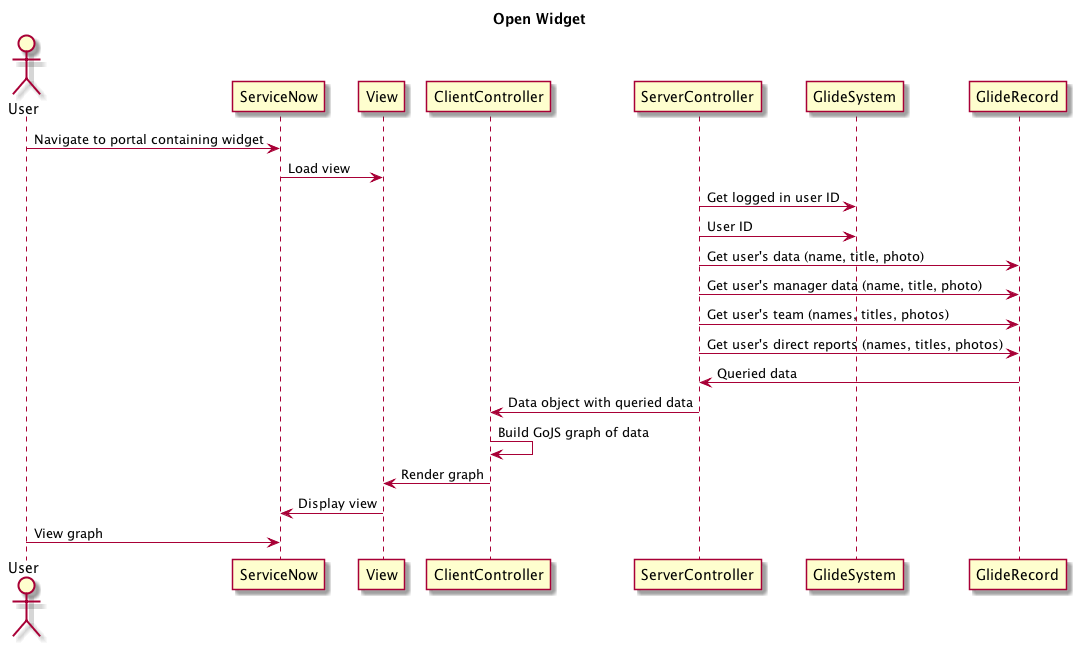 Open Widget
User
ServiceNow
View
ClientController
ServerController
GlideSystem
GlideRecord
Navigate to portal containing widget
Load view
Get logged in user ID
User ID
Get user's data (name, title, photo)
Get user's manager data (name, title, photo)
Get user's team (names, titles, photos)
Get user's direct reports (names, titles, photos)
Queried data
Data object with queried data
Build GoJS graph of data
Render graph
Display view
View graph
User
ServiceNow
View
ClientController
ServerController
GlideSystem
GlideRecord